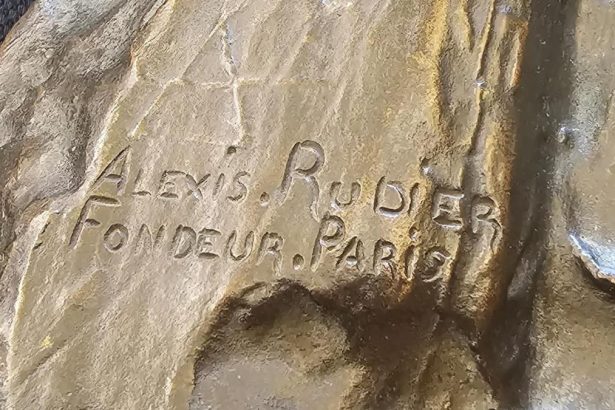 ALEXIS. RUDIER
FONDEUR. PARIS